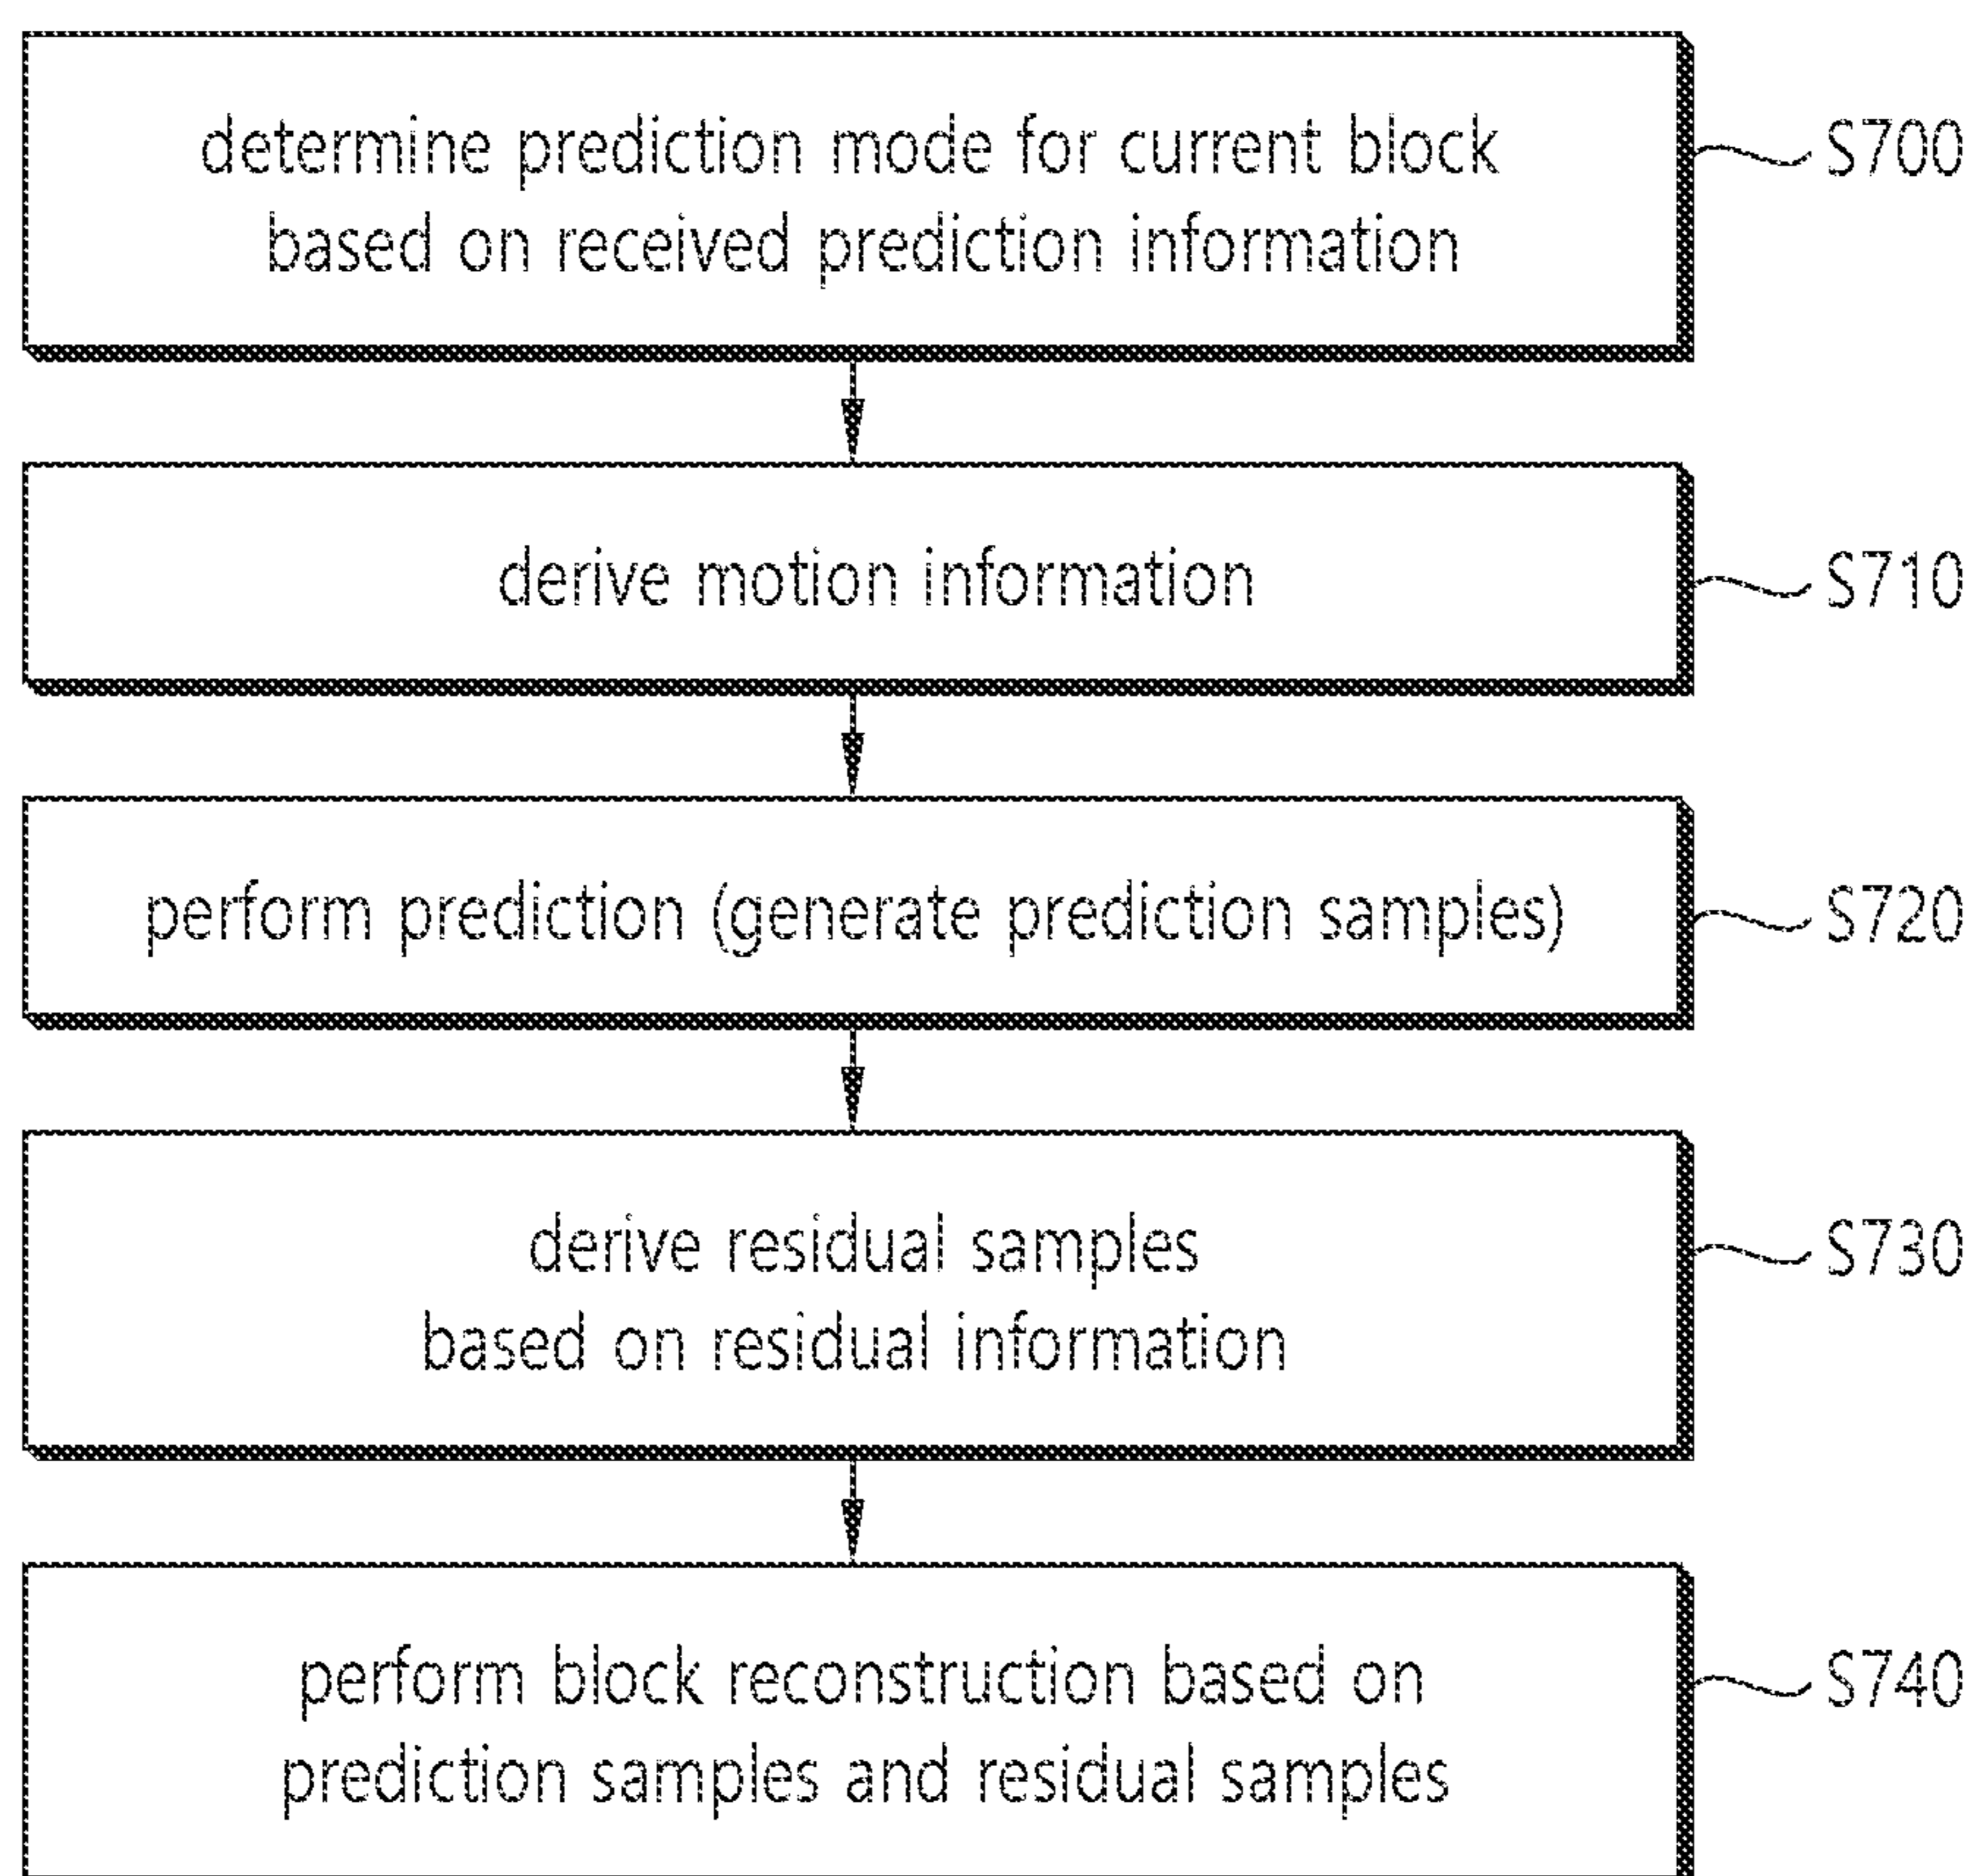 determine prediction mode for current block
based on received prediction information
S700
derive motion information
S710
perform prediction (generate prediction samples)
S720
derive residual samples
based on residual information
S730
perform block reconstruction based on
prediction samples and residual samples
S740